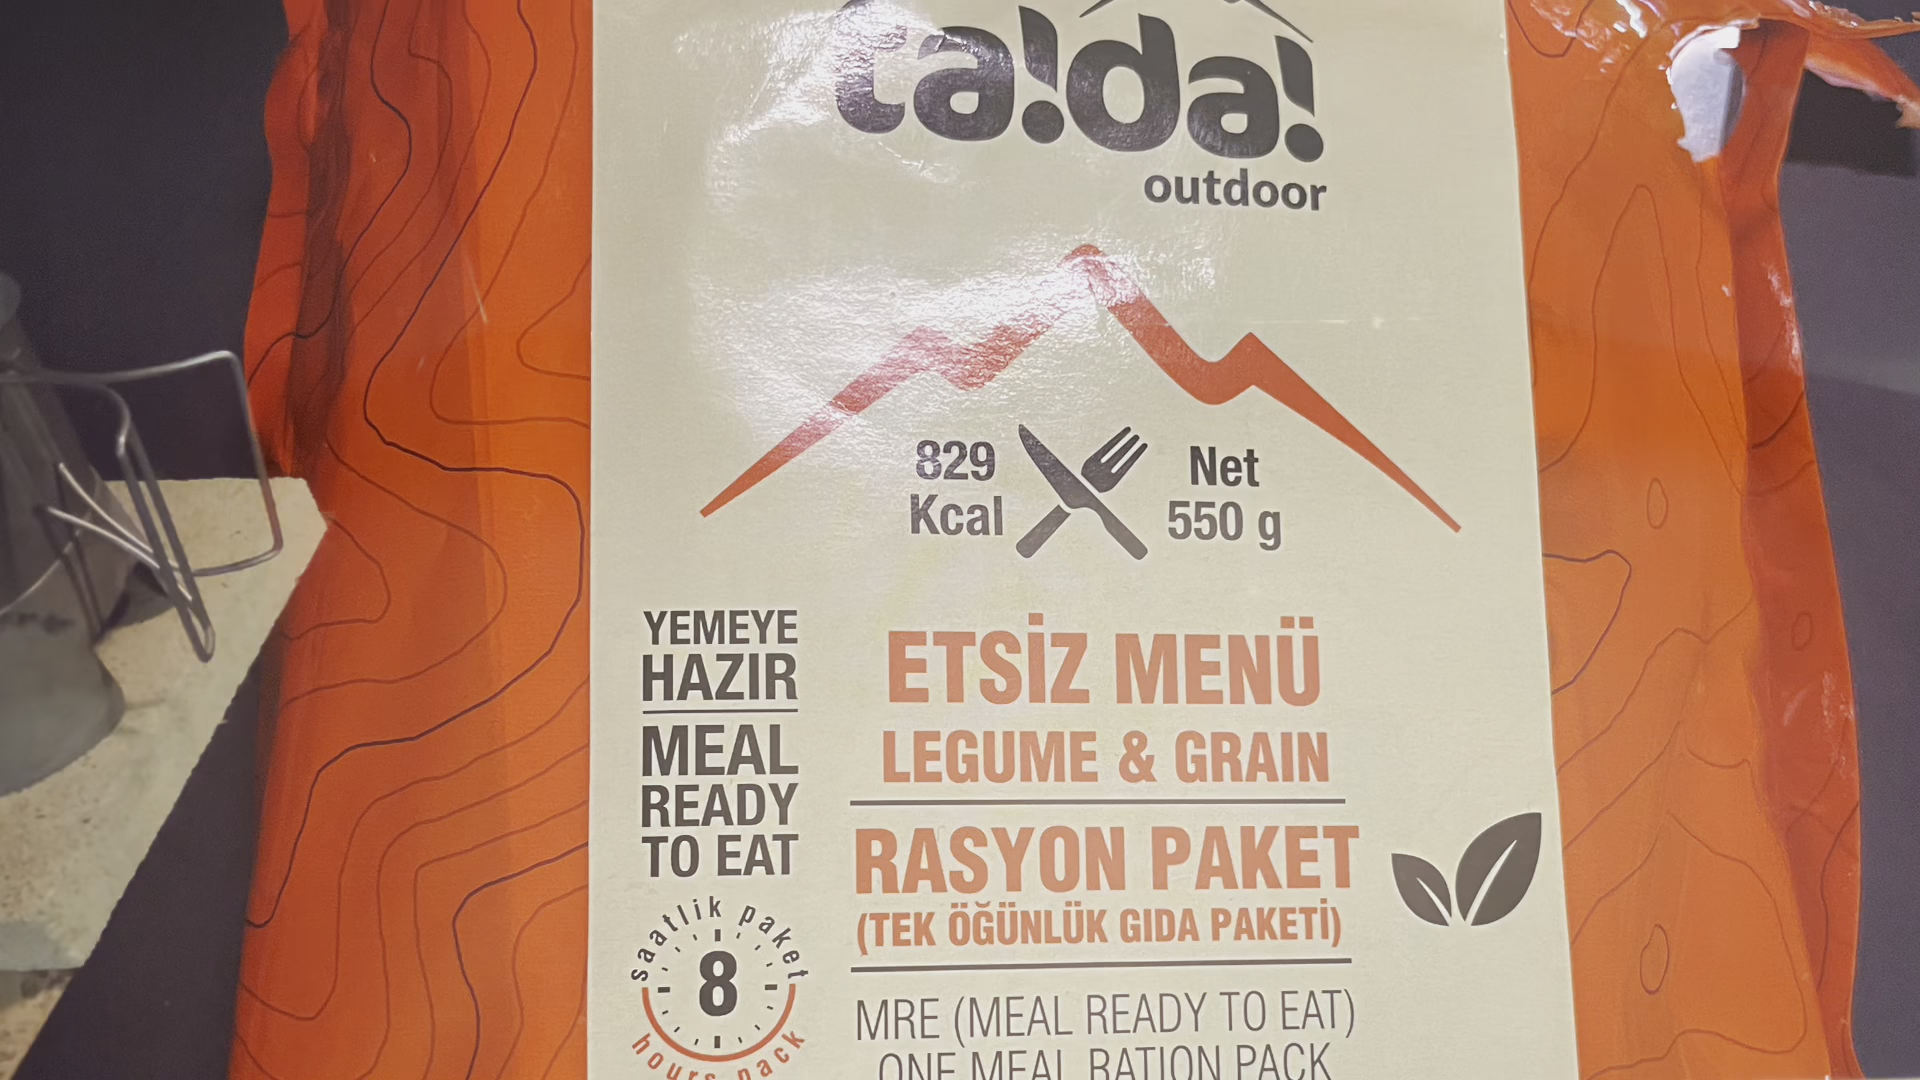 ta!da!
outdoor
829
Kcal
Net
550 g
YEMEYE
HAZIR
MEAL
READY
TO EAT
saatlik paket
8
hours pack
ETSİZ MENÜ
LEGUME & GRAIN
RASYON PAKET
(TEK ÖĞÜNLÜK GIDA PAKETİ)
MRE (MEAL READY TO EAT)
ONE MEAL RATION PACK